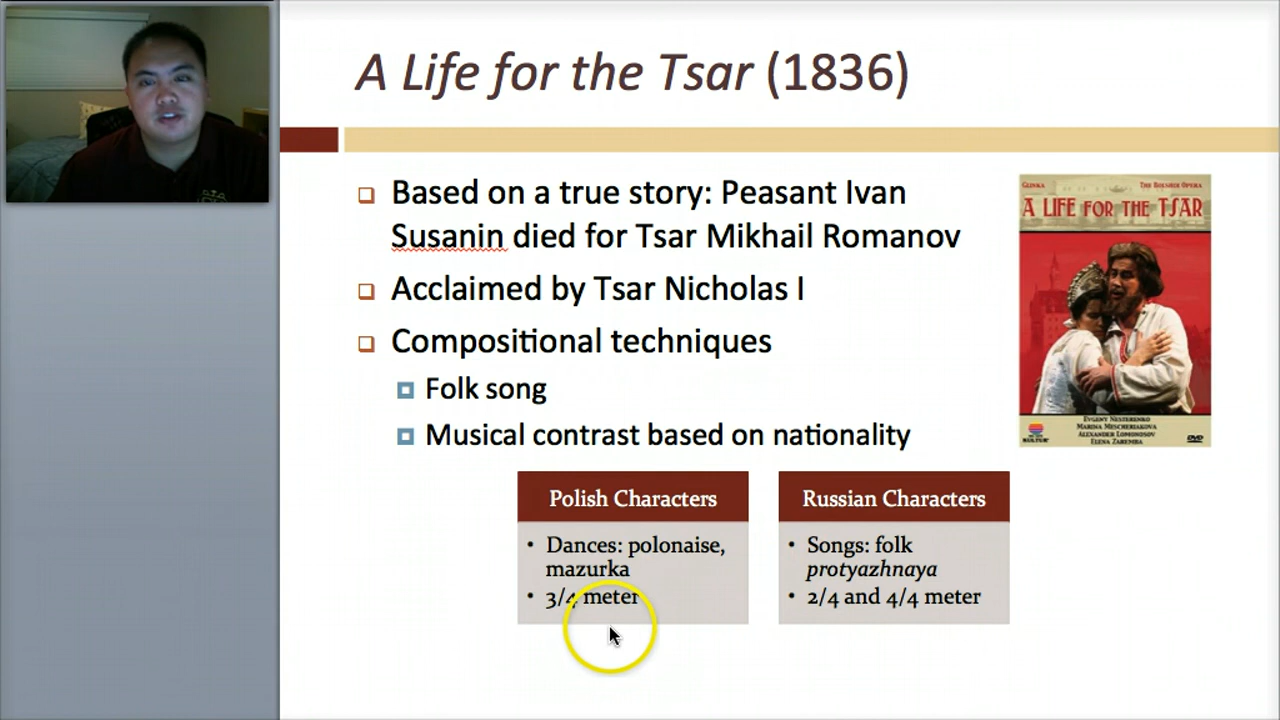 A Life for the Tsar (1836)
Based on a true story: Peasant Ivan
Susanin died for Tsar Mikhail Romanov
Acclaimed by Tsar Nicholas I
Compositional techniques
Folk song
Musical contrast based on nationality
Polish Characters
• Dances: polonaise,
mazurka
• 3/4 meter
Russian Characters
• Songs: folk
protyazhnaya
• 2/4 and 4/4 meter
GLINKA
THE BOLSHOI OPERA
A LIFE FOR THE TSAR
EVGENY NESTERENKO
MARINA MESCHERIAKOVA
ALEXANDER LOMONOSOV
ELENA ZAREMBA
KULTUR
DVD